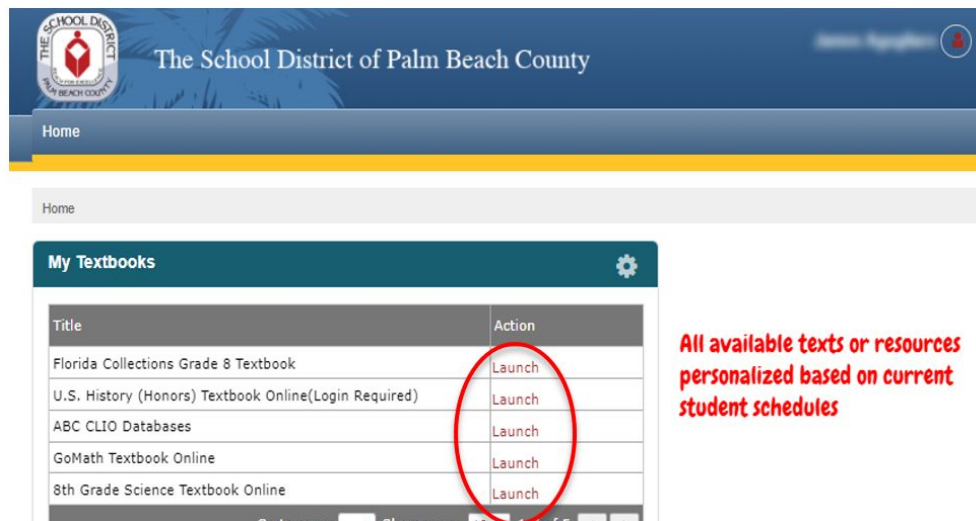 THE SCHOOL DISTRICT
PALM BEACH COUNTY
The School District of Palm Beach County
Home
Home
My Textbooks
Title Action
Florida Collections Grade 8 Textbook Launch
U.S. History (Honors) Textbook Online(Login Required) Launch
ABC CLIO Databases Launch
GoMath Textbook Online Launch
8th Grade Science Textbook Online Launch
All available texts or resources
personalized based on current
student schedules